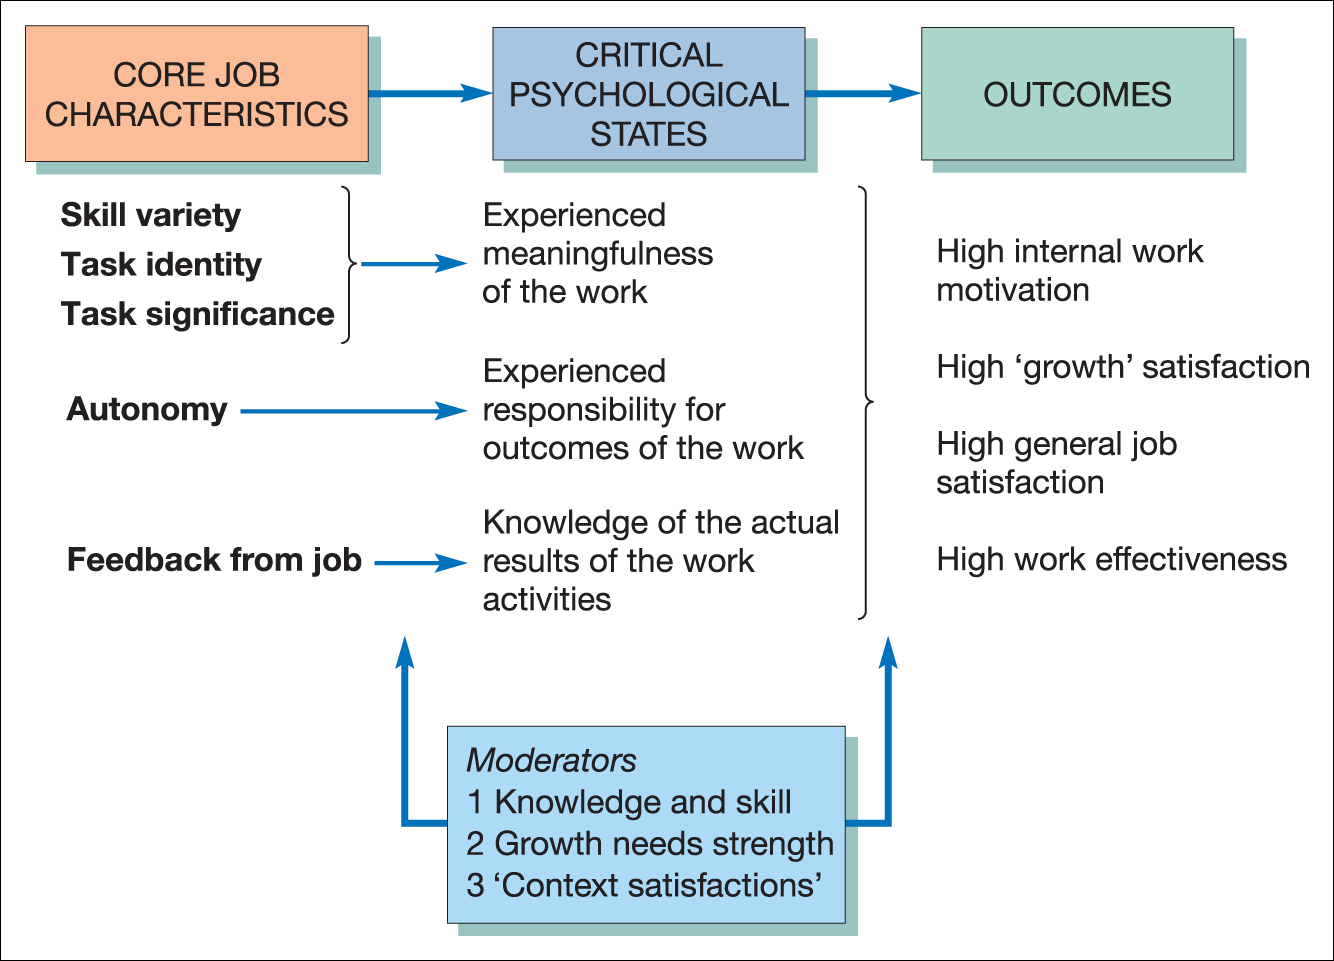 CORE JOB
CHARACTERISTICS
CRITICAL
PSYCHOLOGICAL
STATES
OUTCOMES
Skill variety
Task identity
Task significance
Experienced
meaningfulness
of the work
Autonomy
Experienced
responsibility for
outcomes of the work
Feedback from job
Knowledge of the actual
results of the work
activities
High internal work
motivation
High ‘growth’ satisfaction
High general job
satisfaction
High work effectiveness
Moderators
1 Knowledge and skill
2 Growth needs strength
3 ‘Context satisfactions’